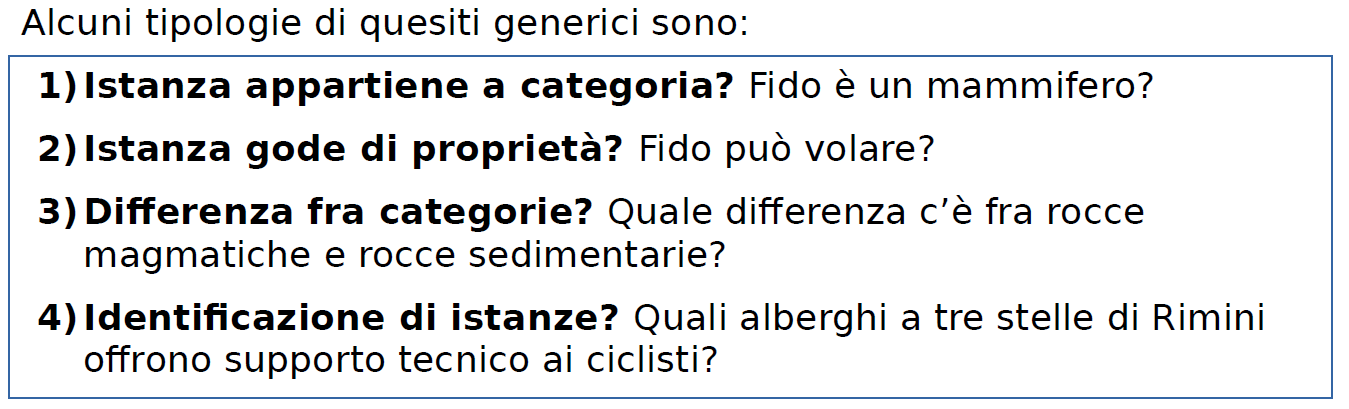 Alcuni tipologie di quesiti generici sono:
1) Istanza appartiene a categoria? Fido è un mammifero?
2) Istanza gode di proprietà? Fido può volare?
3) Differenza fra categorie? Quale differenza c’è fra rocce
magmatiche e rocce sedimentarie?
4) Identificazione di istanze? Quali alberghi a tre stelle di Rimini
offrono supporto tecnico ai ciclisti?